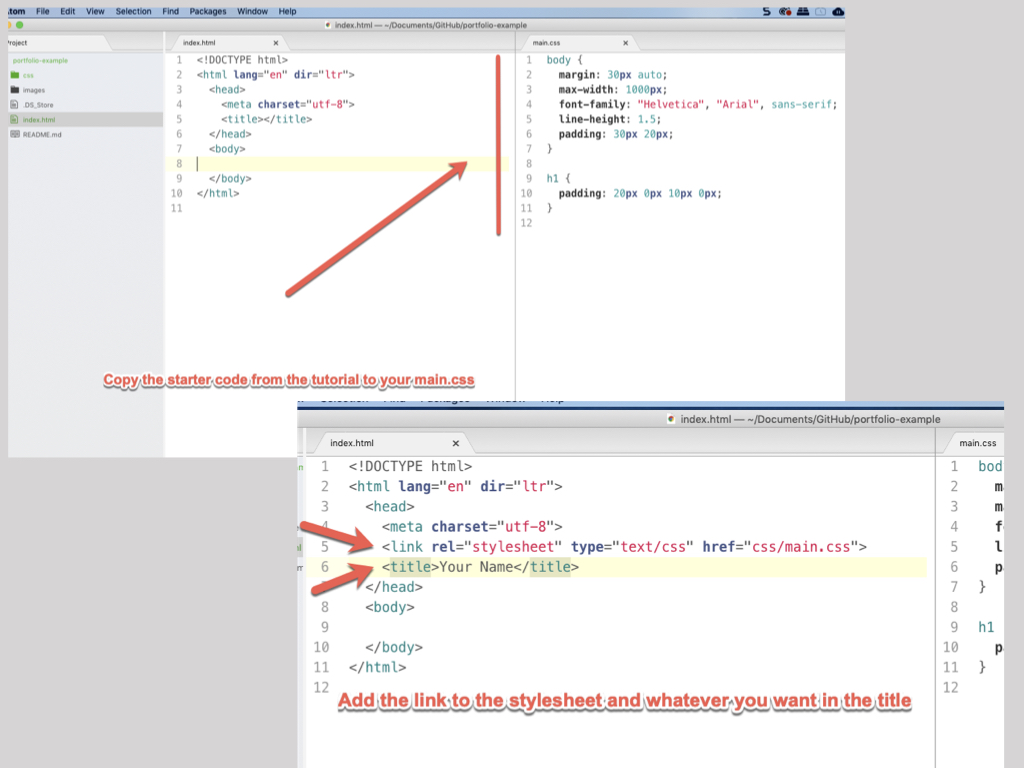 tom File Edit View Selection Find Packages Window Help
index.html — ~/Documents/GitHub/portfolio-example
Project
portfolio-example
css
images
.DS_Store
index.html
README.md
index.html ×
1 <!DOCTYPE html>
2 <html lang="en" dir="ltr">
3 <head>
4 <meta charset="utf-8">
5 <title></title>
6 </head>
7 <body>
8
9 </body>
10 </html>
11
main.css ×
1 body {
2 margin: 30px auto;
3 max-width: 1000px;
4 font-family: "Helvetica", "Arial", sans-serif;
5 line-height: 1.5;
6 padding: 30px 20px;
7 }
8
9 h1 {
10 padding: 20px 0px 10px 0px;
11 }
12
Copy the starter code from the tutorial to your main.css
Selection Find Packages Window Help
index.html — ~/Documents/GitHub/portfolio-example
index.html ×
1 <!DOCTYPE html>
2 <html lang="en" dir="ltr">
3 <head>
4 <meta charset="utf-8">
5 <link rel="stylesheet" type="text/css" href="css/main.css">
6 <title>Your Name</title>
</head>
8 <body>
9
10 </body>
11 </html>
12
main.css
1 bod
2 m
3 m
4 f
5 l
6 p
7 }
8
9 h1
10 p
11 }
12
Add the link to the stylesheet and whatever you want in the title